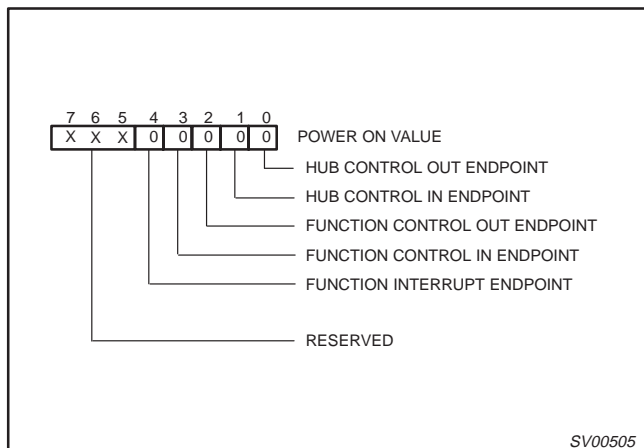 7 6 5 4 3 2 1 0
X X X 0 0 0 0 0 POWER ON VALUE
HUB CONTROL OUT ENDPOINT
HUB CONTROL IN ENDPOINT
FUNCTION CONTROL OUT ENDPOINT
FUNCTION CONTROL IN ENDPOINT
FUNCTION INTERRUPT ENDPOINT
RESERVED
SV00505